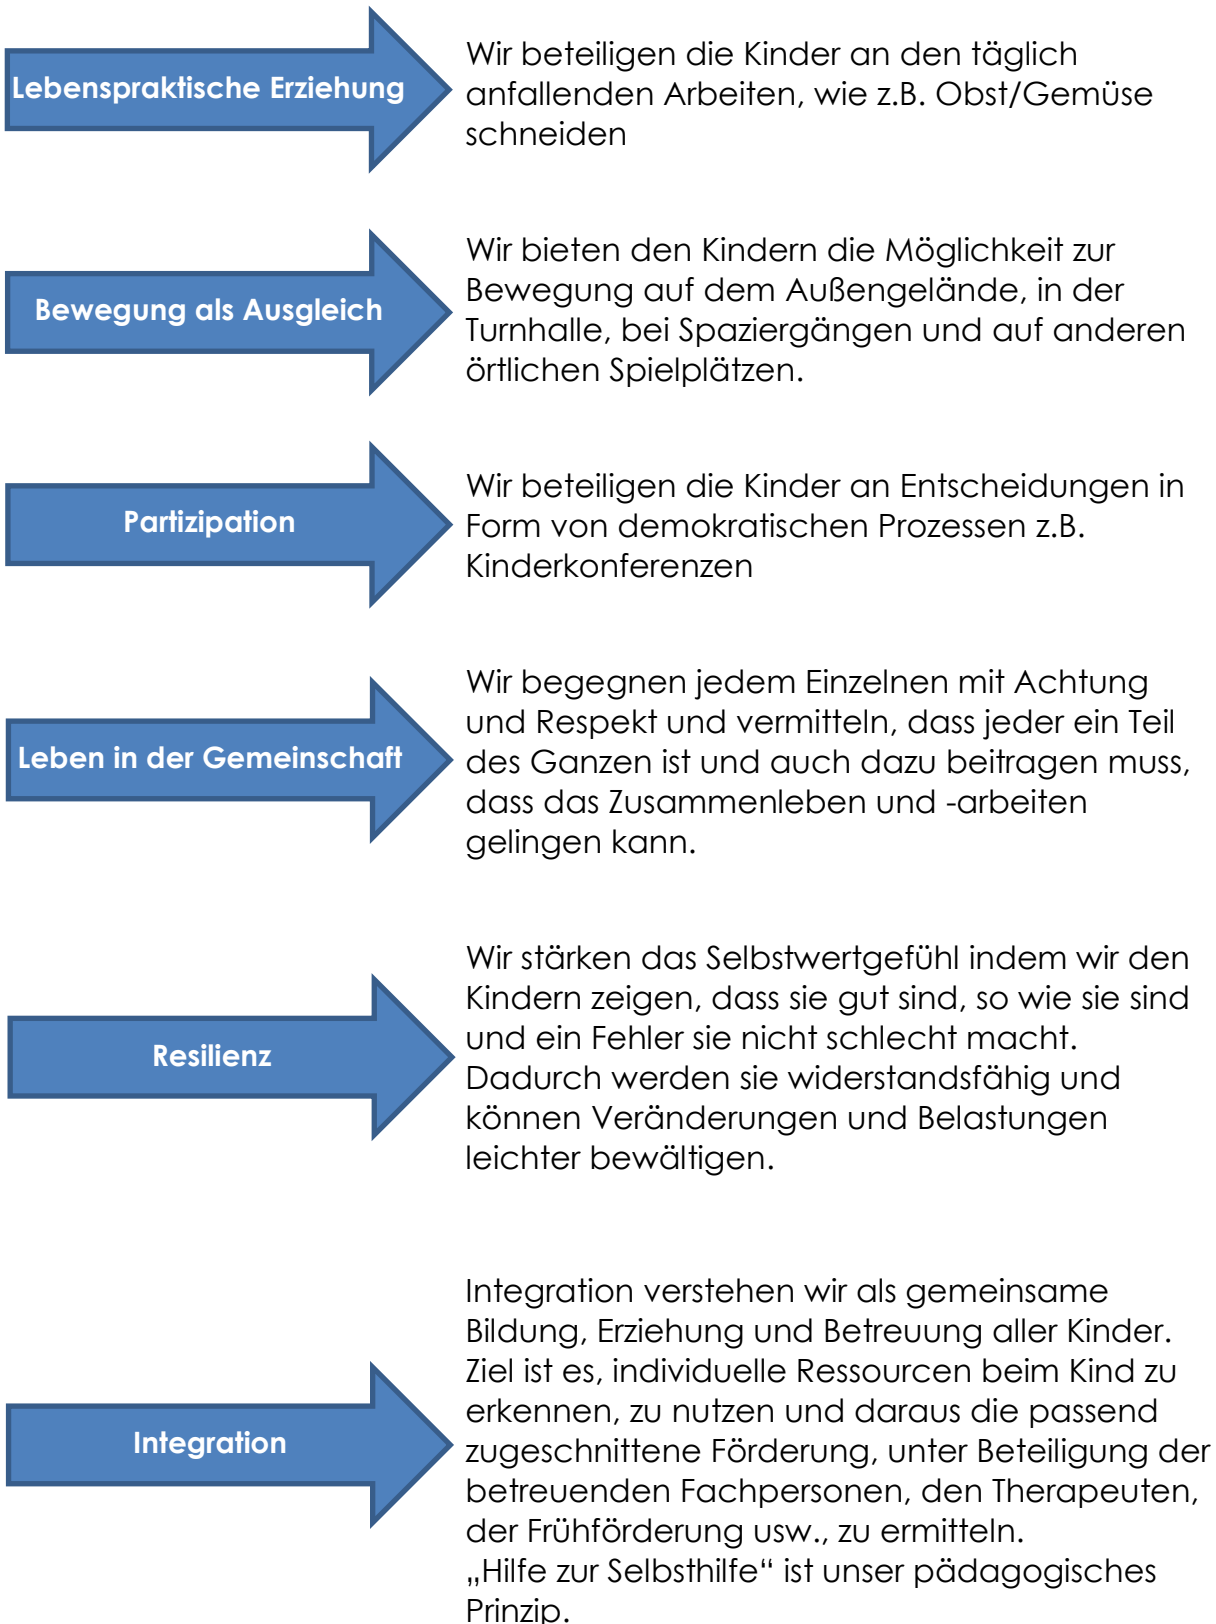 Lebenspraktische Erziehung
Wir beteiligen die Kinder an den täglich
anfallenden Arbeiten, wie z.B. Obst/Gemüse
schneiden
Bewegung als Ausgleich
Wir bieten den Kindern die Möglichkeit zur
Bewegung auf dem Außengelände, in der
Turnhalle, bei Spaziergängen und auf anderen
örtlichen Spielplätzen.
Partizipation
Wir beteiligen die Kinder an Entscheidungen in
Form von demokratischen Prozessen z.B.
Kinderkonferenzen
Leben in der Gemeinschaft
Wir begegnen jedem Einzelnen mit Achtung
und Respekt und vermitteln, dass jeder ein Teil
des Ganzen ist und auch dazu beitragen muss,
dass das Zusammenleben und -arbeiten
gelingen kann.
Resilienz
Wir stärken das Selbstwertgefühl indem wir den
Kindern zeigen, dass sie gut sind, so wie sie sind
und ein Fehler sie nicht schlecht macht.
Dadurch werden sie widerstandsfähig und
können Veränderungen und Belastungen
leichter bewältigen.
Integration
Integration verstehen wir als gemeinsame
Bildung, Erziehung und Betreuung aller Kinder.
Ziel ist es, individuelle Ressourcen beim Kind zu
erkennen, zu nutzen und daraus die passend
zugeschnittene Förderung, unter Beteiligung der
betreuenden Fachpersonen, den Therapeuten,
der Frühförderung usw., zu ermitteln.
„Hilfe zur Selbsthilfe“ ist unser pädagogisches
Prinzip.